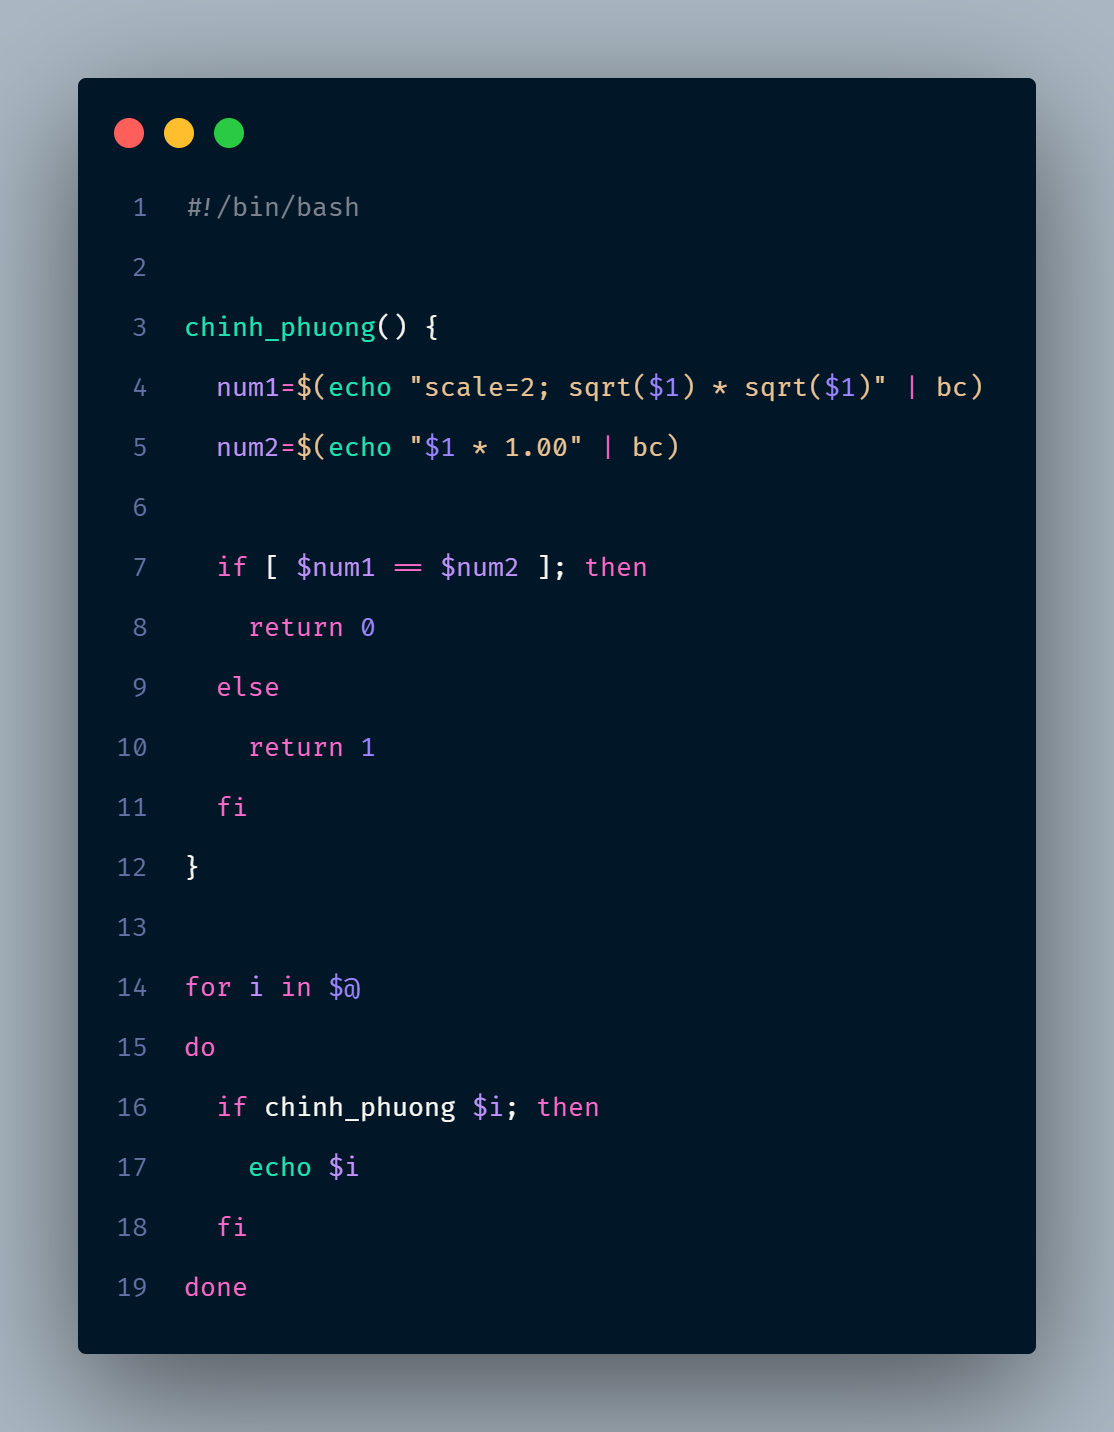 1 #!/bin/bash
2
3 chinh_phuong() {
4   num1=$(echo "scale=2; sqrt($1) * sqrt($1)" | bc)
5   num2=$(echo "$1 * 1.00" | bc)
6
7   if [ $num1 == $num2 ]; then
8     return 0
9   else
10     return 1
11   fi
12 }
13
14 for i in $@
15 do
16   if chinh_phuong $i; then
17     echo $i
18   fi
19 done